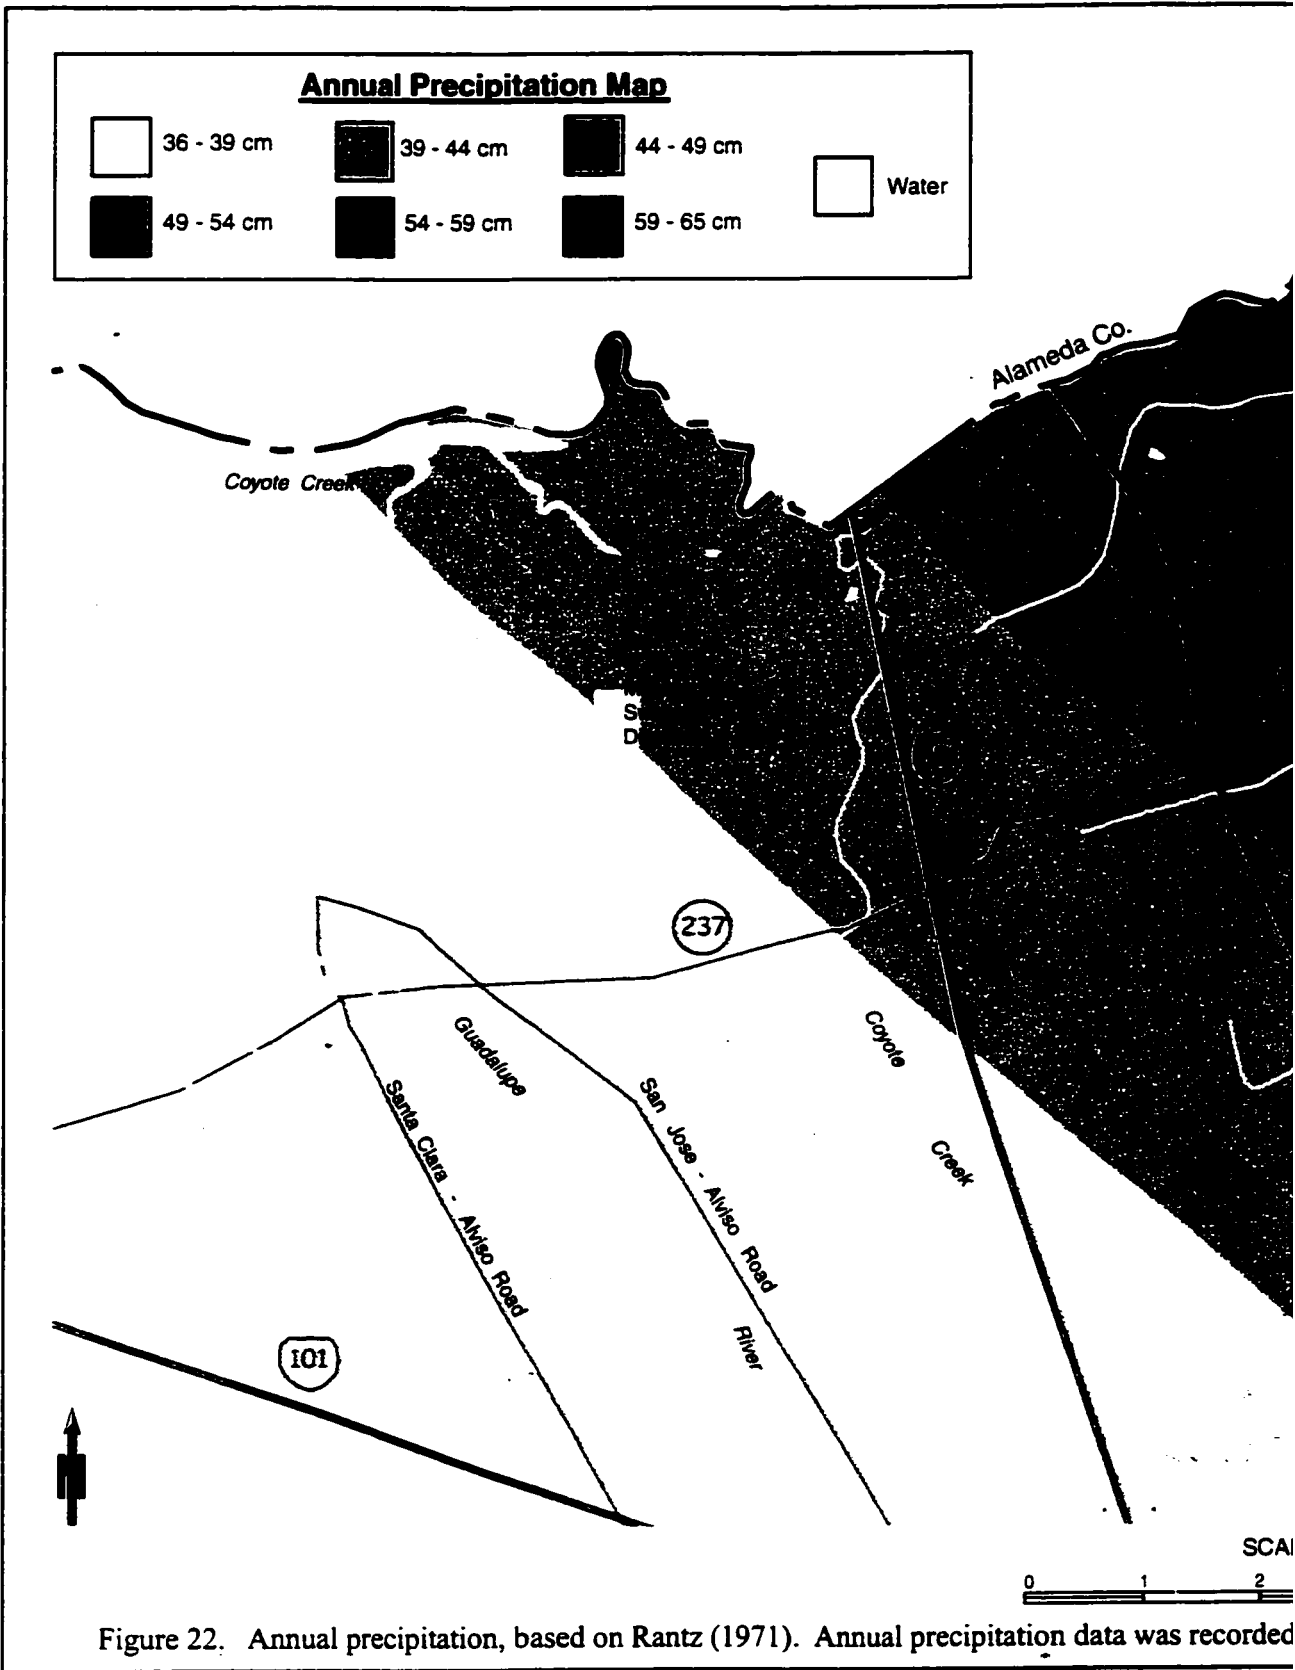 Annual Precipitation Map
36 - 39 cm
39 - 44 cm
44 - 49 cm
Water
49 - 54 cm
54 - 59 cm
59 - 65 cm
Alameda Co.
Coyote Creek
S
D
237
Coyote
Creek
Guadalupe
River
Santa Clara - Alviso Road
San Jose - Alviso Road
101
SCAL
0 1 2
Figure 22. Annual precipitation, based on Rantz (1971). Annual precipitation data was recorded